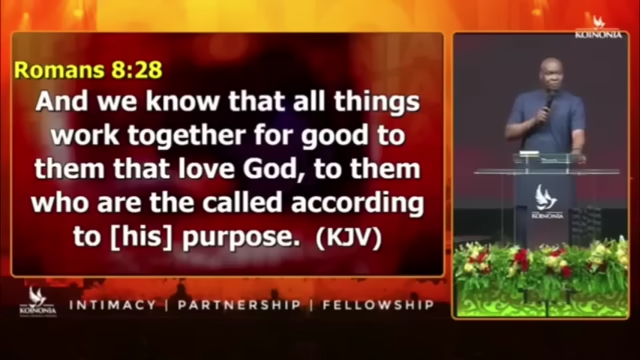 Romans 8:28
And we know that all things
work together for good to
them that love God, to them
who are the called according
to [his] purpose. (KJV)
KOINONIA
KOINONIA
KOINONIA
INTIMACY | PARTNERSHIP | FELLOWSHIP